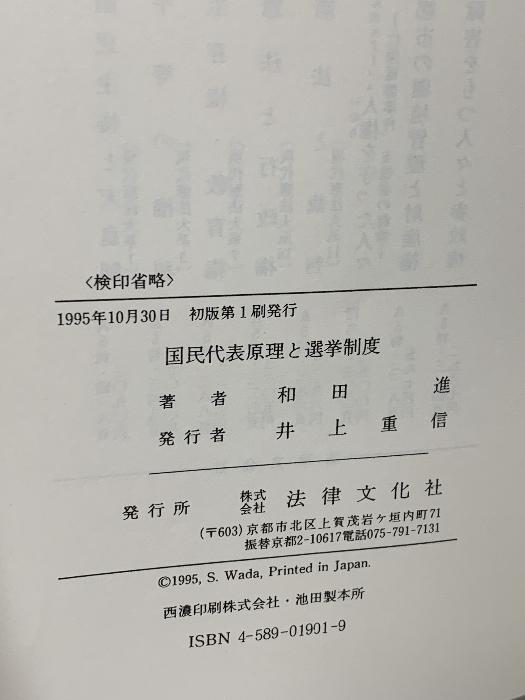 〈検印省略〉
1995年10月30日 初版第1刷発行
国民代表原理と選挙制度
著者 和田 進
発行者 井上重信
発行所 株式会社 法律文化社
(〒603)京都市北区上賀茂岩ケ垣内町71
振替京都2-10617電話075-791-7131
©1995, S. Wada, Printed in Japan.
西濃印刷株式会社・池田製本所
ISBN 4-589-01901-9